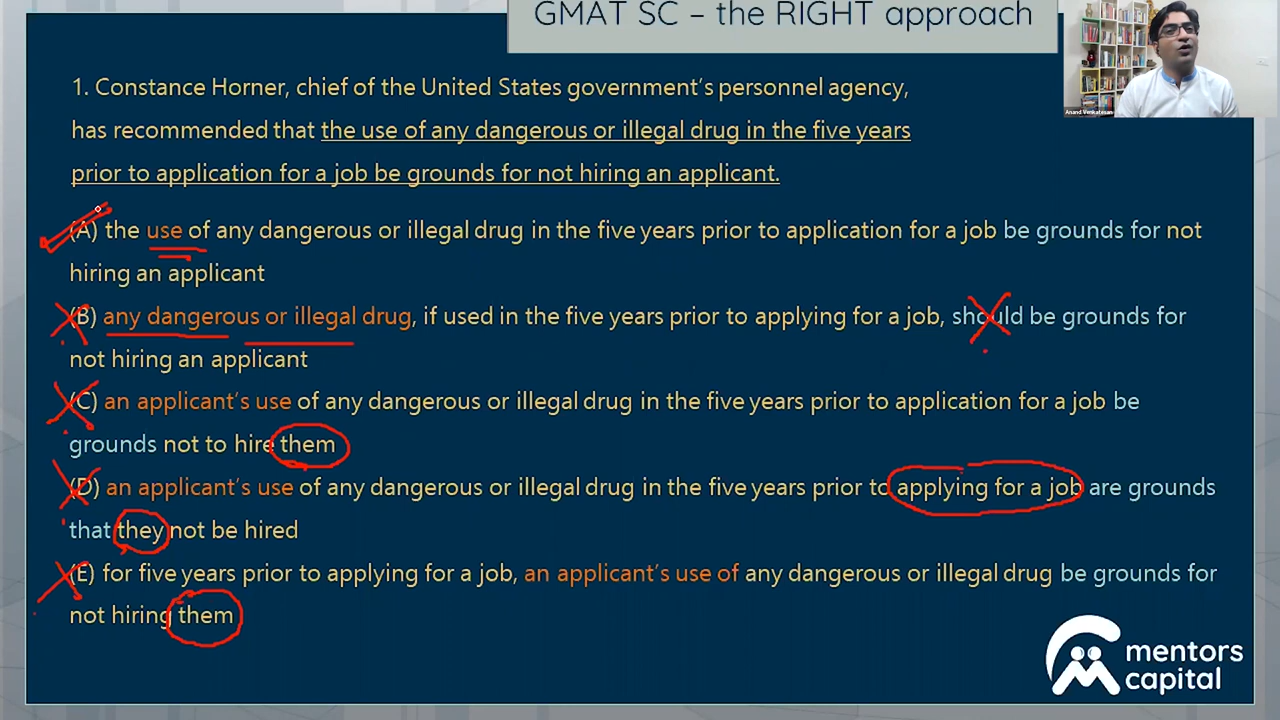 GMAT SC – the RIGHT approach
Anand Venkatesan
1. Constance Horner, chief of the United States government's personnel agency,
has recommended that the use of any dangerous or illegal drug in the five years
prior to application for a job be grounds for not hiring an applicant.
(A) the use of any dangerous or illegal drug in the five years prior to application for a job be grounds for not
hiring an applicant
(B) any dangerous or illegal drug, if used in the five years prior to applying for a job, should be grounds for
not hiring an applicant
(C) an applicant's use of any dangerous or illegal drug in the five years prior to application for a job be
grounds not to hire them
(D) an applicant's use of any dangerous or illegal drug in the five years prior to applying for a job are grounds
that they not be hired
(E) for five years prior to applying for a job, an applicant's use of any dangerous or illegal drug be grounds for
not hiring them
mentors
capital